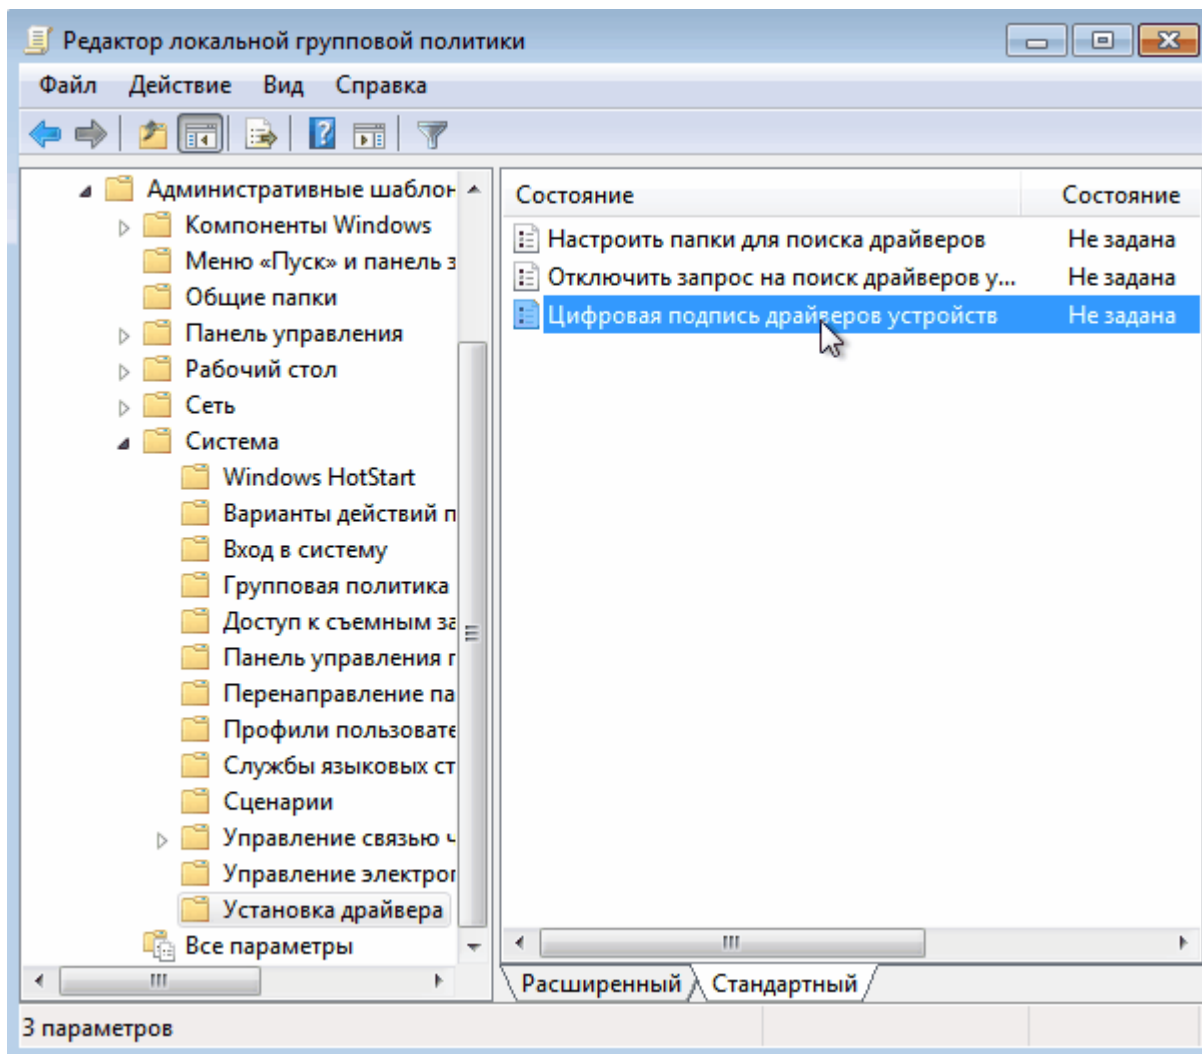 Редактор локальной групповой политики
Файл Действие Вид Справка
Административные шаблон
Компоненты Windows
Меню «Пуск» и панель з
Общие папки
Панель управления
Рабочий стол
Сеть
Система
Windows HotStart
Варианты действий п
Вход в систему
Групповая политика
Доступ к съемным за
Панель управления г
Перенаправление па
Профили пользовате
Службы языковых ст
Сценарии
Управление связью ч
Управление электрог
Установка драйвера
Все параметры
Состояние Состояние
Настроить папки для поиска драйверов Не задана
Отключить запрос на поиск драйверов у... Не задана
Цифровая подпись драйверов устройств Не задана
Расширенный Стандартный
3 параметров